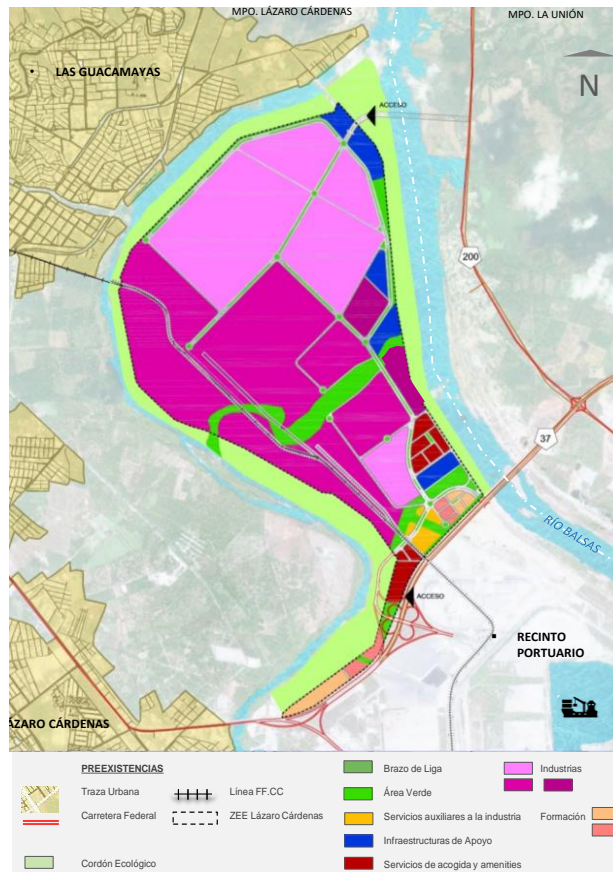 MPO. LÁZARO CÁRDENAS
MPO. LA UNIÓN
LAS GUACAMAYAS
N
ACCESO
200
37
RÍO BALSAS
ACCESO
RECINTO
PORTUARIO
ÁZARO CÁRDENAS
PREEXISTENCIAS
Traza Urbana
Línea FF.CC
Carretera Federal
ZEE Lázaro Cárdenas
Cordón Ecológico
Brazo de Liga
Industrias
Área Verde
Servicios auxiliares a la industria
Formación
Infraestructuras de Apoyo
Servicios de acogida y amenities